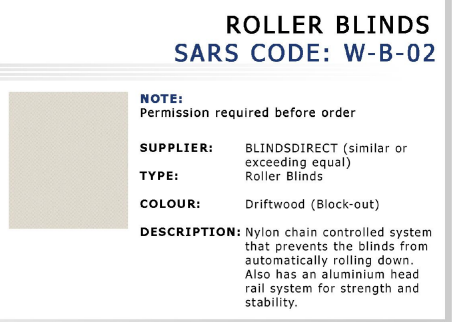 ROLLER BLINDS
SARS CODE: W-B-02
NOTE:
Permission required before order
SUPPLIER: BLINDSDIRECT (similar or
exceeding equal)
TYPE: Roller Blinds
COLOUR: Driftwood (Block-out)
DESCRIPTION: Nylon chain controlled system
that prevents the blinds from
automatically rolling down.
Also has an aluminium head
rail system for strength and
stability.